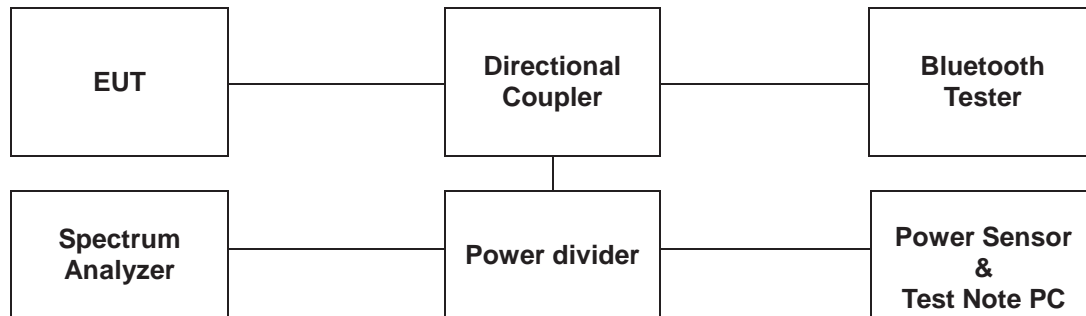 EUT
Directional
Coupler
Bluetooth
Tester
Spectrum
Analyzer
Power divider
Power Sensor
&
Test Note PC